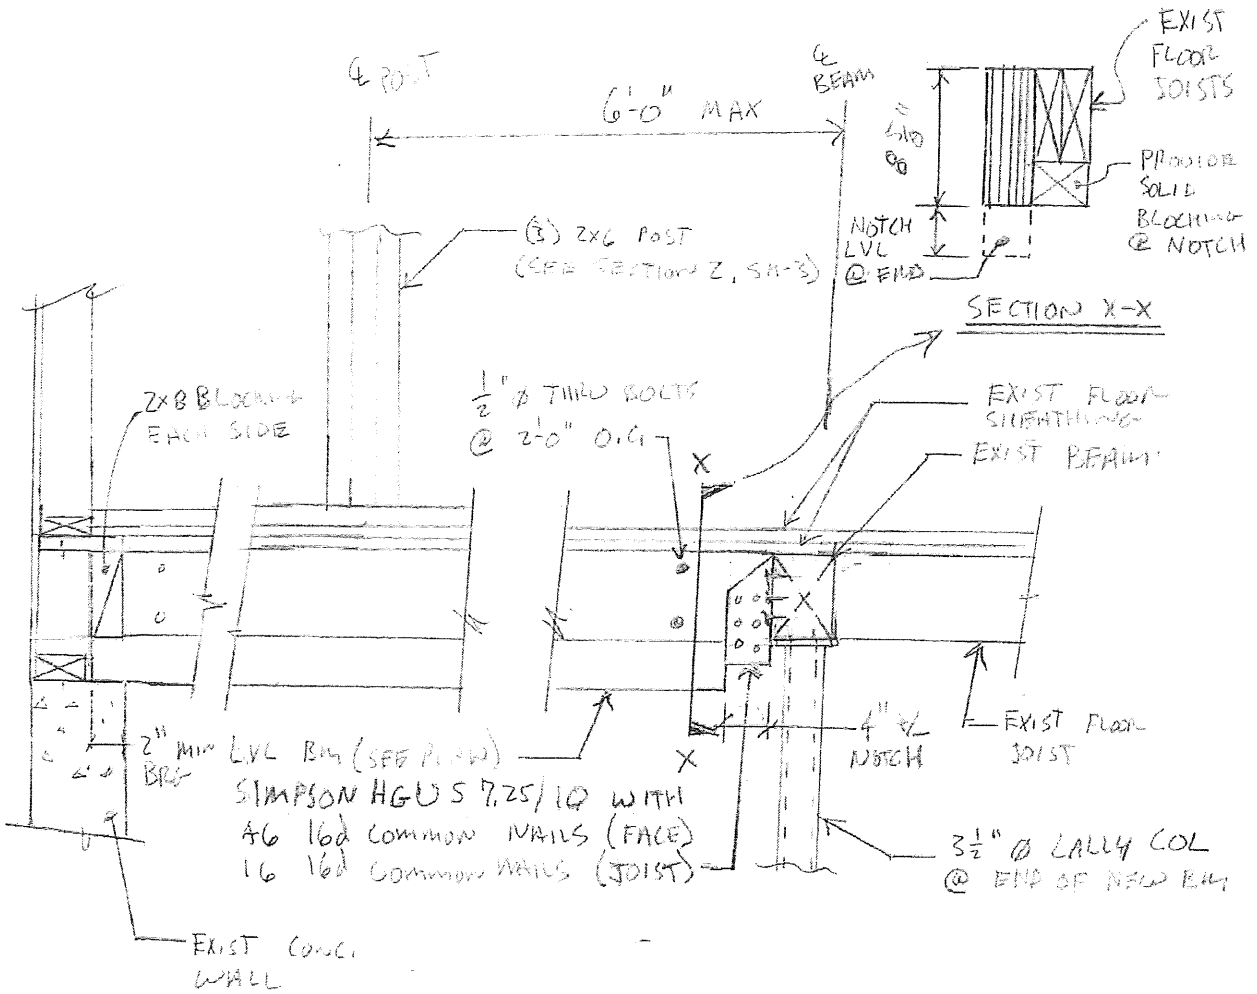 ℄ POST
6'-0" MAX
℄
BEAM
EXIST
FLOOR
JOISTS
PROVIDE
SOLID
BLOCKING
@ NOTCH
NOTCH
LVL
@ END
SECTION X-X
(3) 2x6 POST
(SEE SECTION 2, SK-3)
2x8 BLOCKING
EACH SIDE
1/2" Ø THRU BOLTS
@ 2'-0" O.C.
EXIST FLOOR
SHEATHING
EXIST BEAM
X
X
X
2" MIN
BRG
LVL BM (SEE PLAN)
SIMPSON HGUS 7.25/10 WITH
46 16d COMMON NAILS (FACE)
16 16d COMMON NAILS (JOIST)
4" +/-
NOTCH
EXIST FLOOR
JOIST
3 1/2" Ø LALLY COL
@ END OF NEW BM
EXIST CONC.
WALL